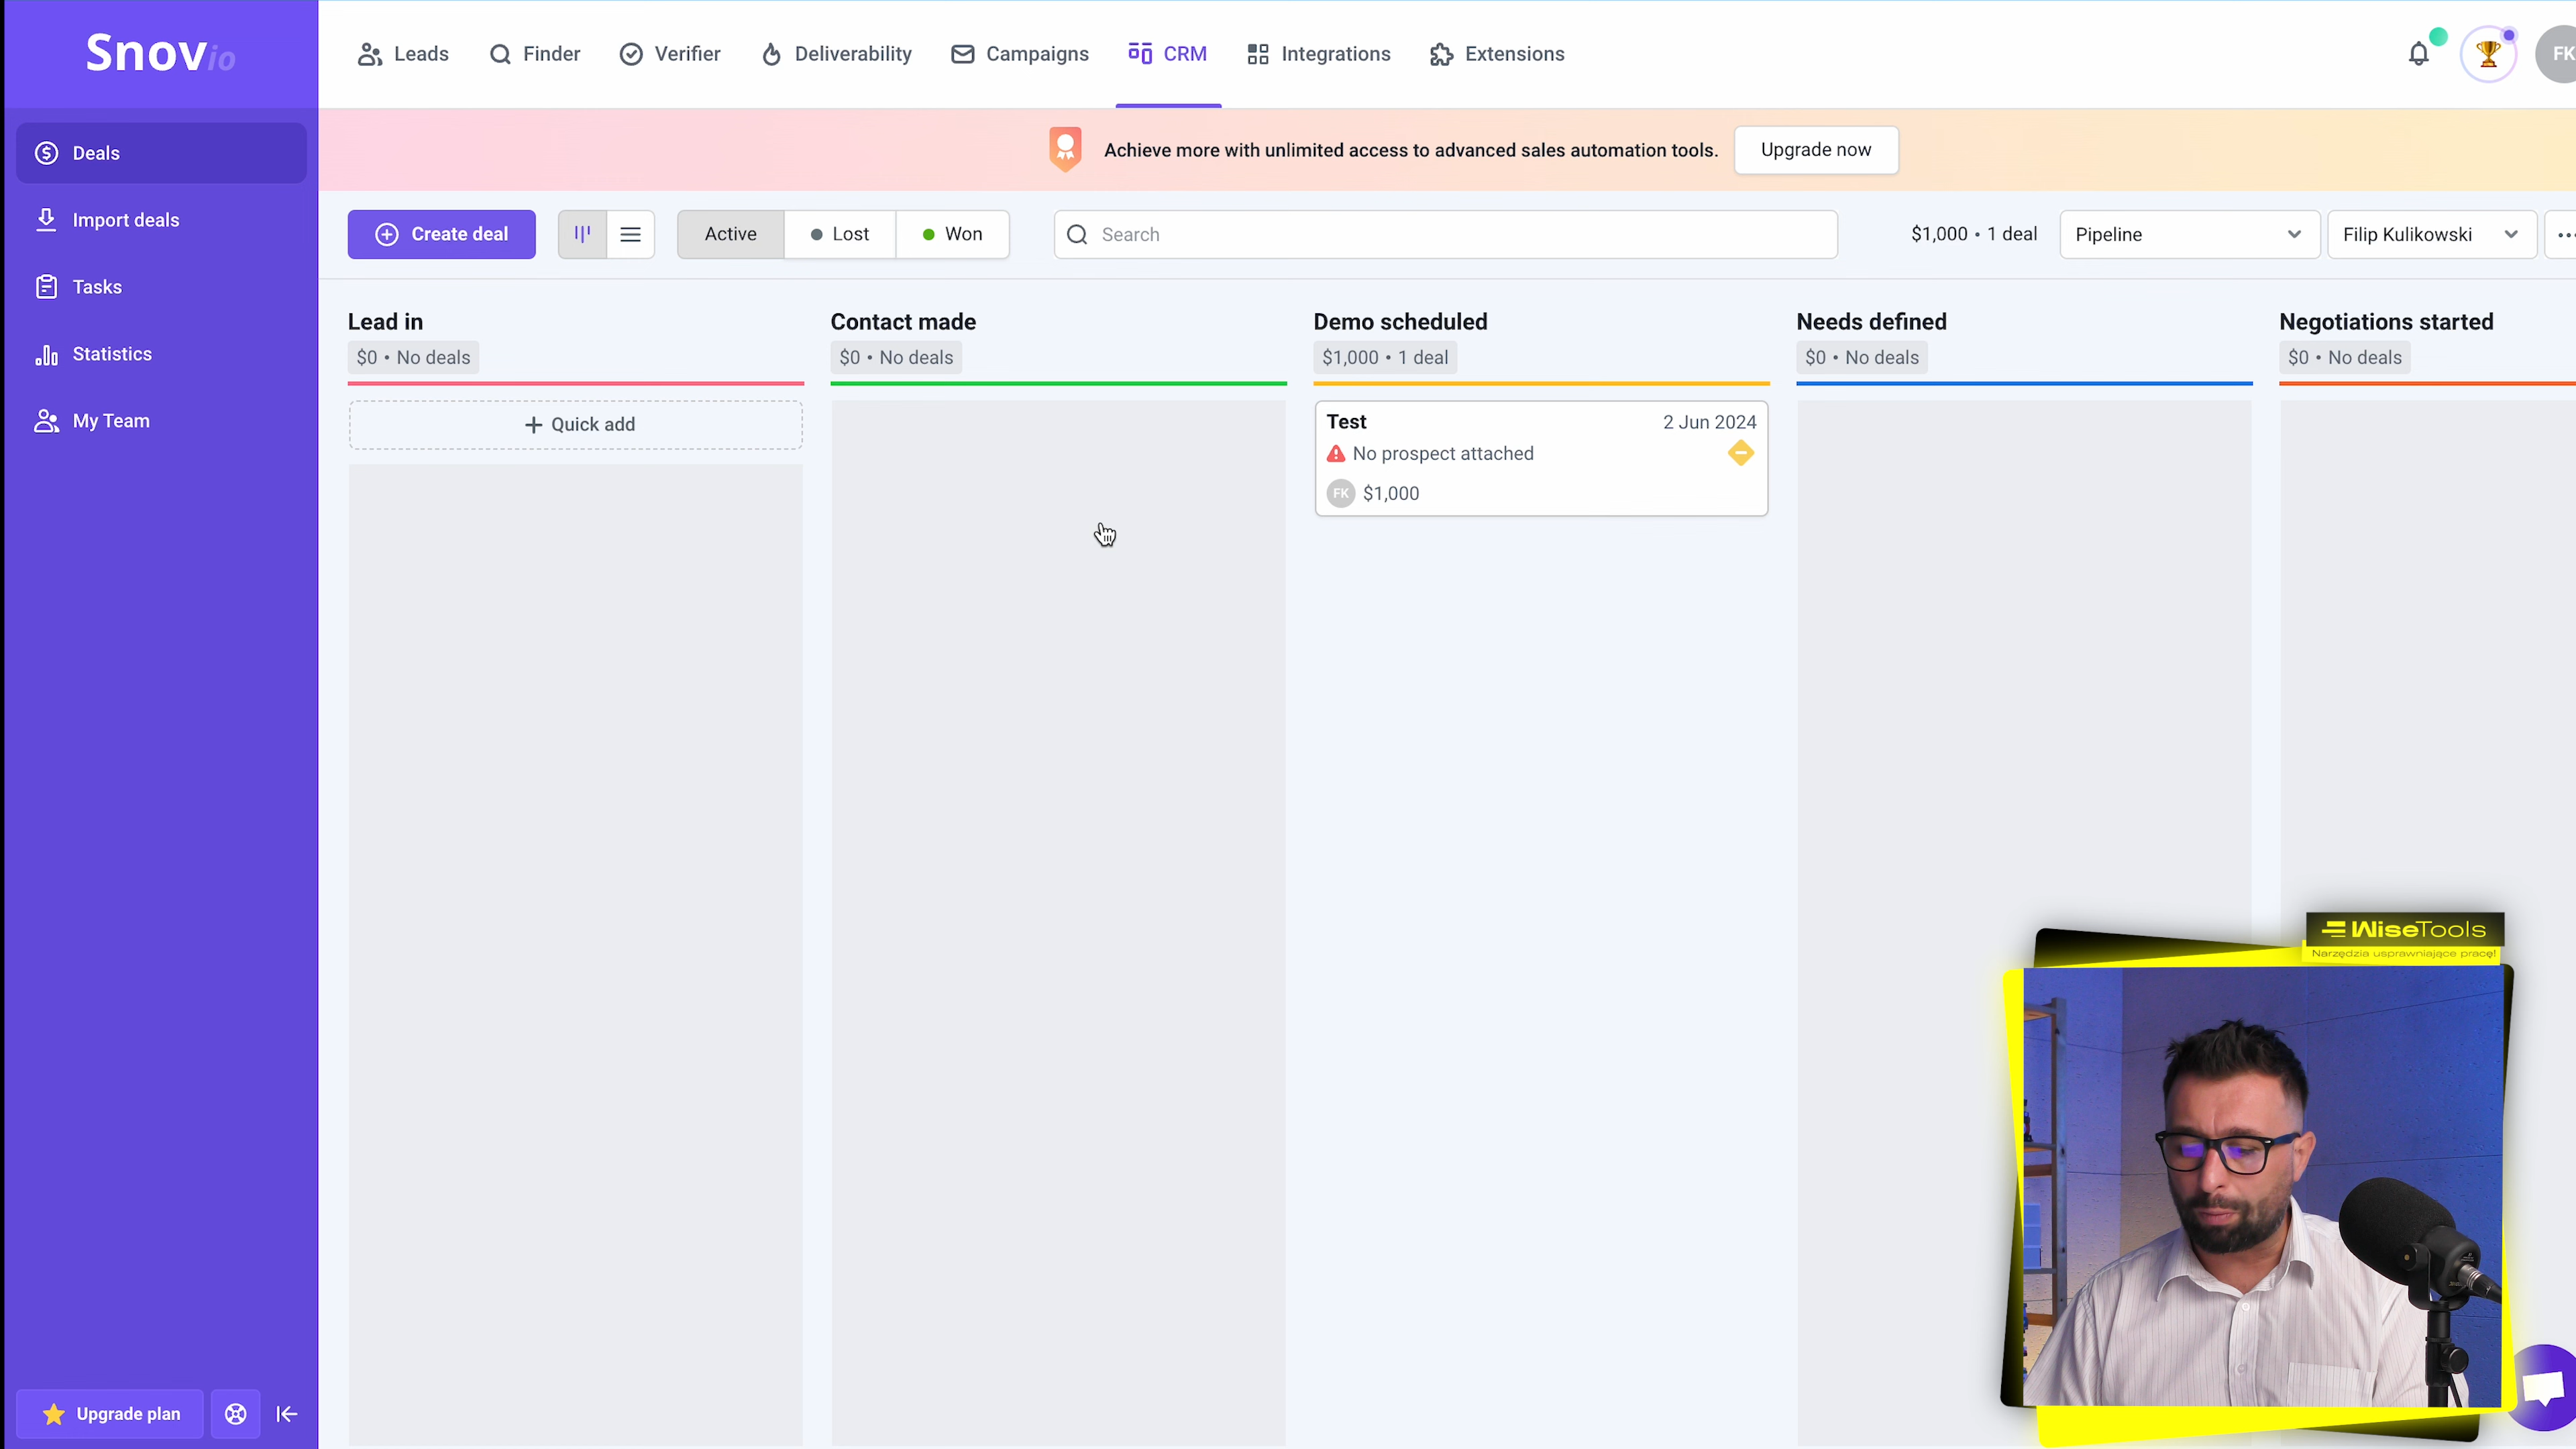 Snovio
Leads
Finder
Verifier
Deliverability
Campaigns
CRM
Integrations
Extensions
FK
Deals
Import deals
Tasks
Statistics
My Team
Achieve more with unlimited access to advanced sales automation tools.
Upgrade now
Create deal
Active
Lost
Won
Search
$1,000 • 1 deal
Pipeline
Filip Kulikowski
Lead in
$0 • No deals
Quick add
Contact made
$0 • No deals
Demo scheduled
$1,000 • 1 deal
Test
2 Jun 2024
No prospect attached
FK
$1,000
Needs defined
$0 • No deals
Negotiations started
$0 • No deals
WiseTools
Narzędzia usprawniające pracę!
Upgrade plan